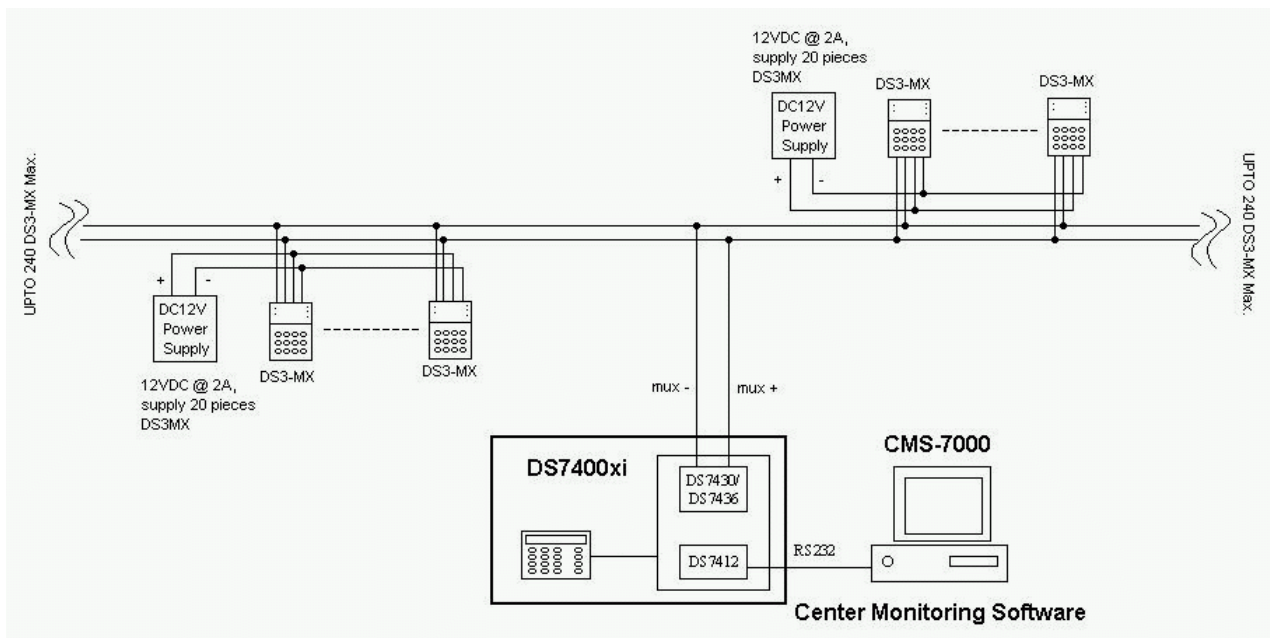 12VDC @ 2A,
supply 20 pieces
DS3MX
DS3-MX
DS3-MX
DC12V
Power
Supply
+
-
UPTO 240 DS3-MX Max.
UPTO 240 DS3-MX Max.
+
-
DC12V
Power
Supply
DS3-MX
DS3-MX
12VDC @ 2A,
supply 20 pieces
DS3MX
mux -
mux +
DS7400xi
DS7430/
DS7436
DS7412
RS232
CMS-7000
Center Monitoring Software